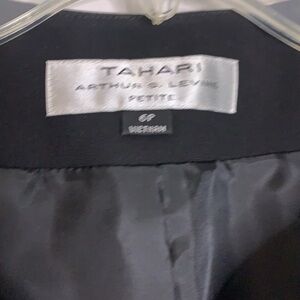 TAHARI
ARTHUR S. LEVINE
PETITE
6P
VIETNAM